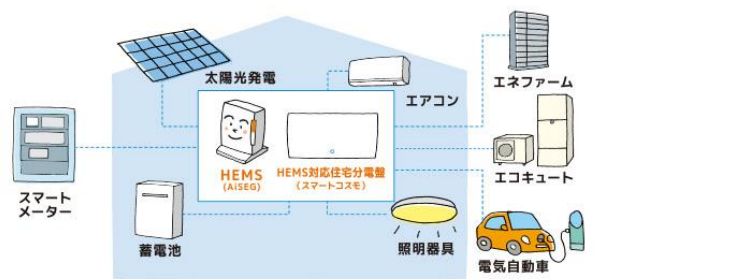 太陽光発電
エアコン
エネファーム
HEMS
(AiSEG)
HEMS対応住宅分電盤
(スマートコスモ)
エコキュート
スマート
メーター
蓄電池
照明器具
電気自動車